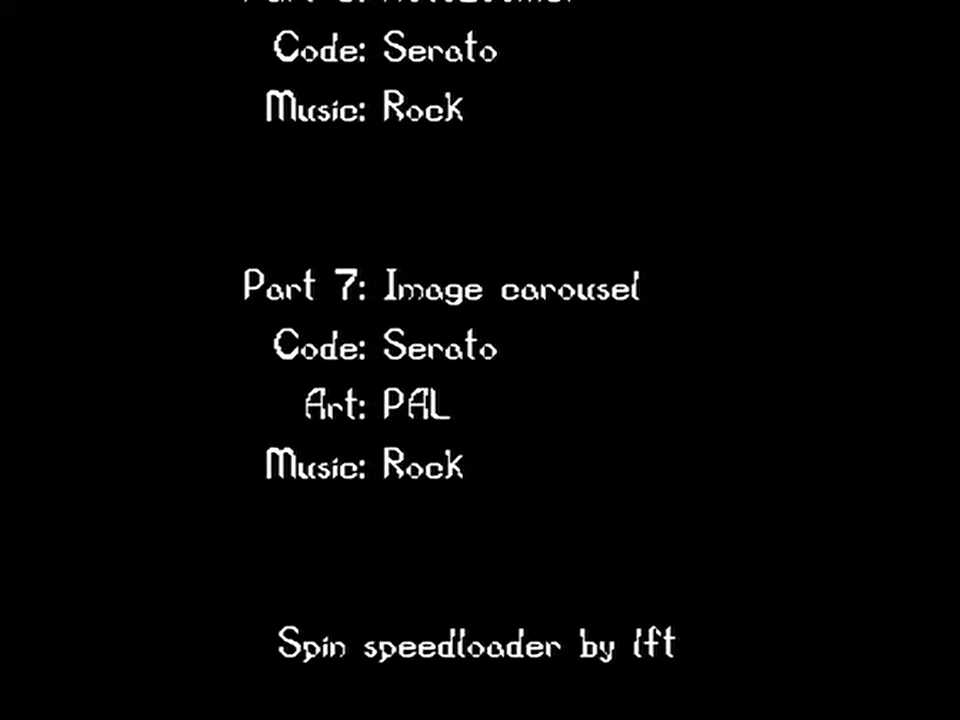 Code: Serato
Music: Rock
Part 7: Image carousel
Code: Serato
Art: PAL
Music: Rock
Spin speedloader by lft